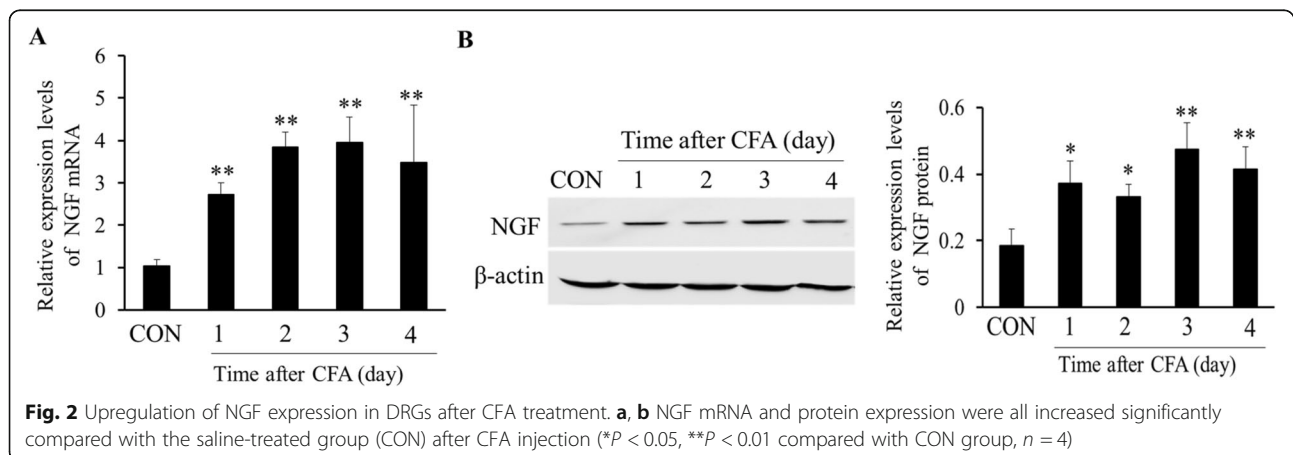 A
Relative expression levels
of NGF mRNA
6
5
4
3
2
1
0
**
**
**
**
CON
1
2
3
4
Time after CFA (day)
B
Time after CFA (day)
CON
1
2
3
4
NGF
β-actin
Relative expression levels
of NGF protein
0.6
0.4
0.2
0
*
*
**
**
CON
1
2
3
4
Time after CFA (day)
Fig. 2 Upregulation of NGF expression in DRGs after CFA treatment. a, b NGF mRNA and protein expression were all increased significantly
compared with the saline-treated group (CON) after CFA injection (*P < 0.05, **P < 0.01 compared with CON group, n = 4)